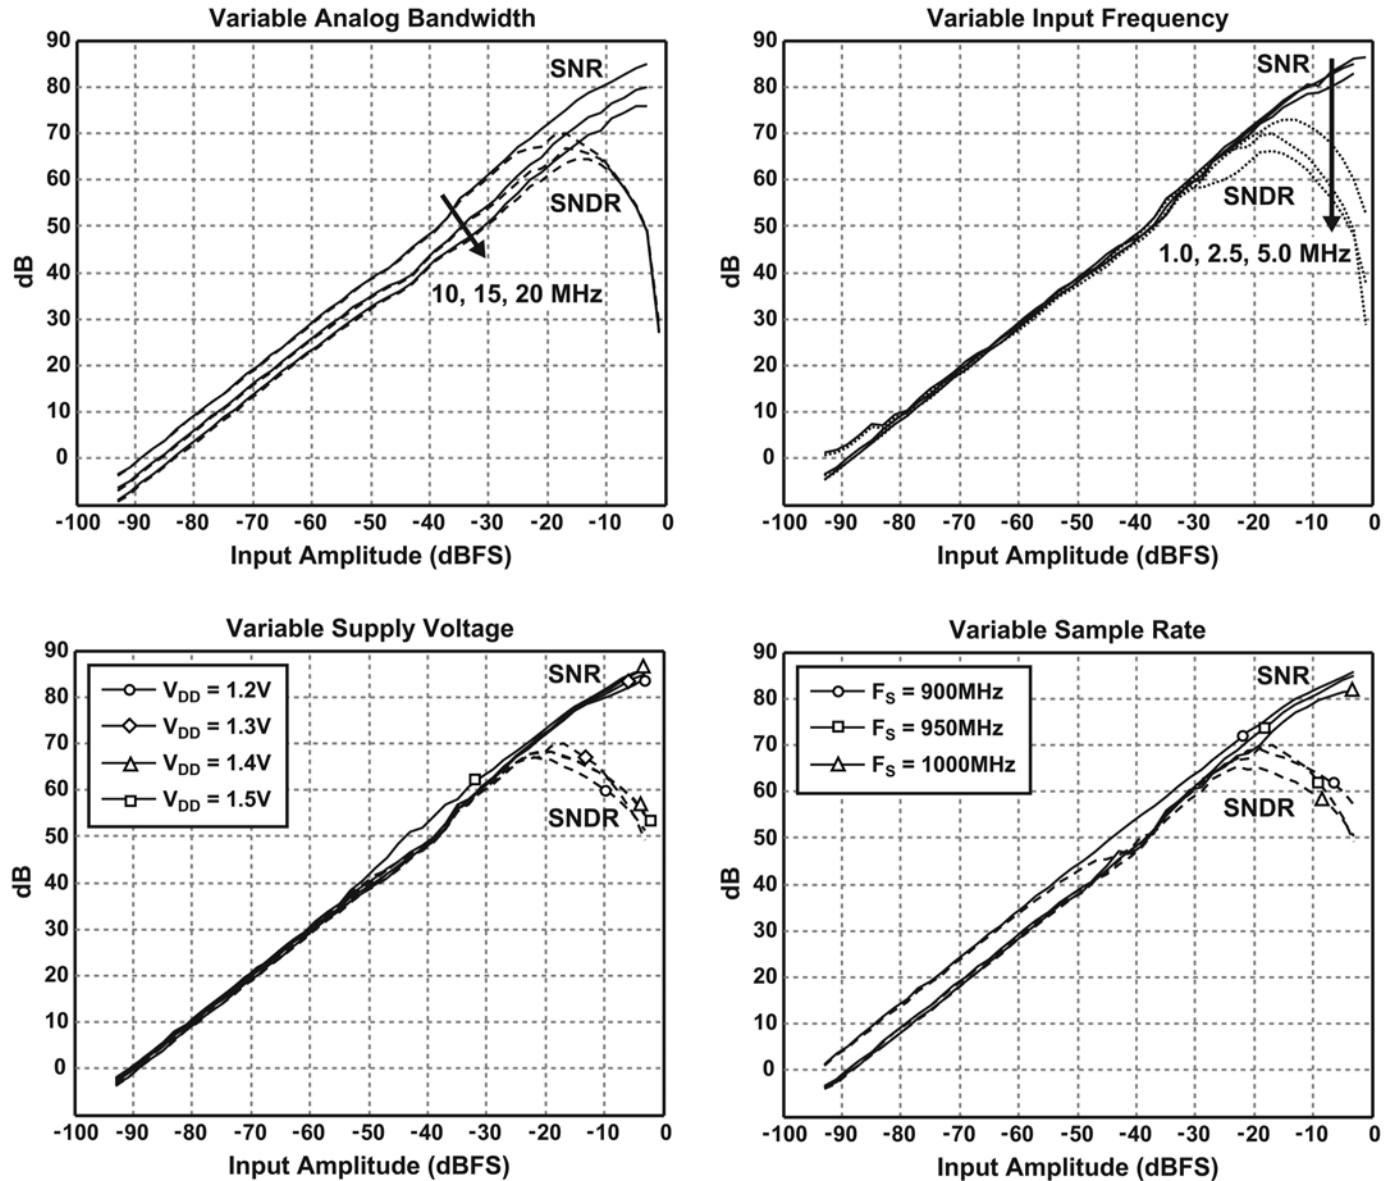 Variable Analog Bandwidth
90
80
70
60
50
40
30
20
10
0
dB
SNR
SNDR
10, 15, 20 MHz
-100 -90 -80 -70 -60 -50 -40 -30 -20 -10 0
Input Amplitude (dBFS)
Variable Input Frequency
90
80
70
60
50
40
30
20
10
0
dB
SNR
SNDR
1.0, 2.5, 5.0 MHz
-100 -90 -80 -70 -60 -50 -40 -30 -20 -10 0
Input Amplitude (dBFS)
Variable Supply Voltage
90
80
70
60
50
40
30
20
10
0
dB
VDD = 1.2V
VDD = 1.3V
VDD = 1.4V
VDD = 1.5V
SNR
SNDR
-100 -90 -80 -70 -60 -50 -40 -30 -20 -10 0
Input Amplitude (dBFS)
Variable Sample Rate
90
80
70
60
50
40
30
20
10
0
dB
FS = 900MHz
FS = 950MHz
FS = 1000MHz
SNR
SNDR
-100 -90 -80 -70 -60 -50 -40 -30 -20 -10 0
Input Amplitude (dBFS)